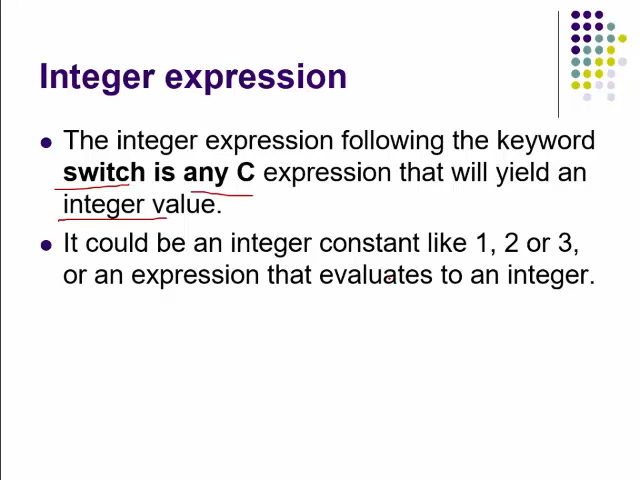 Integer expression
The integer expression following the keyword
switch is any C expression that will yield an
integer value.
It could be an integer constant like 1, 2 or 3,
or an expression that evaluates to an integer.